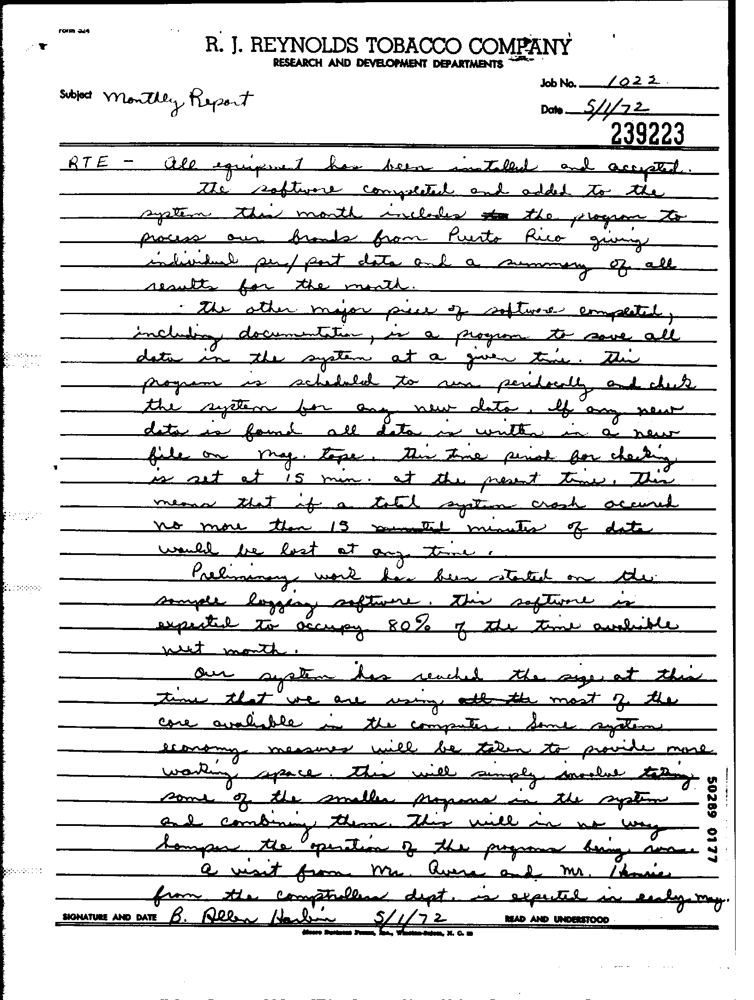 Form 324
R. J. REYNOLDS TOBACCO COMPANY
RESEARCH AND DEVELOPMENT DEPARTMENTS
Job No. 1022
Subject Monthly Report
Date 5/1/72
239223
RTE - All equipment has been installed and accepted.
The software completed and added to the
system this month includes the program to
process our brands from Puerto Rico giving
individual per/port data and a summary of all
results for the month.
The other major piece of software completed,
including documentation, is a program to save all
data in the system at a given time. This
program is scheduled to run peridocally and check
the system for any new data. If any new
data is found all data is written in a new
file on mag. tape. This time period for checking
is set at 15 min. at the present time. This
means that if a total system crash occured
no more than 15 minutes of data
would be lost at any time.
Preliminary work has been started on the
sample logging software. This software is
expected to occupy 80% of the time avaliable
next month.
Our system has reached the size at this
time that we are using most of the
core avaliable in the computer. Some system
economy measures will be taken to provide more
working space. This will simply involve taking
some of the smaller programs in the system
and combining them. This will in no way
hamper the operation of the programs being
A visit from Mr. Avera and Mr.
from the comptrollers dept. is expected in early may.
SIGNATURE AND DATE B. Allen Harbin 5/1/72
READ AND UNDERSTOOD
50289 0177